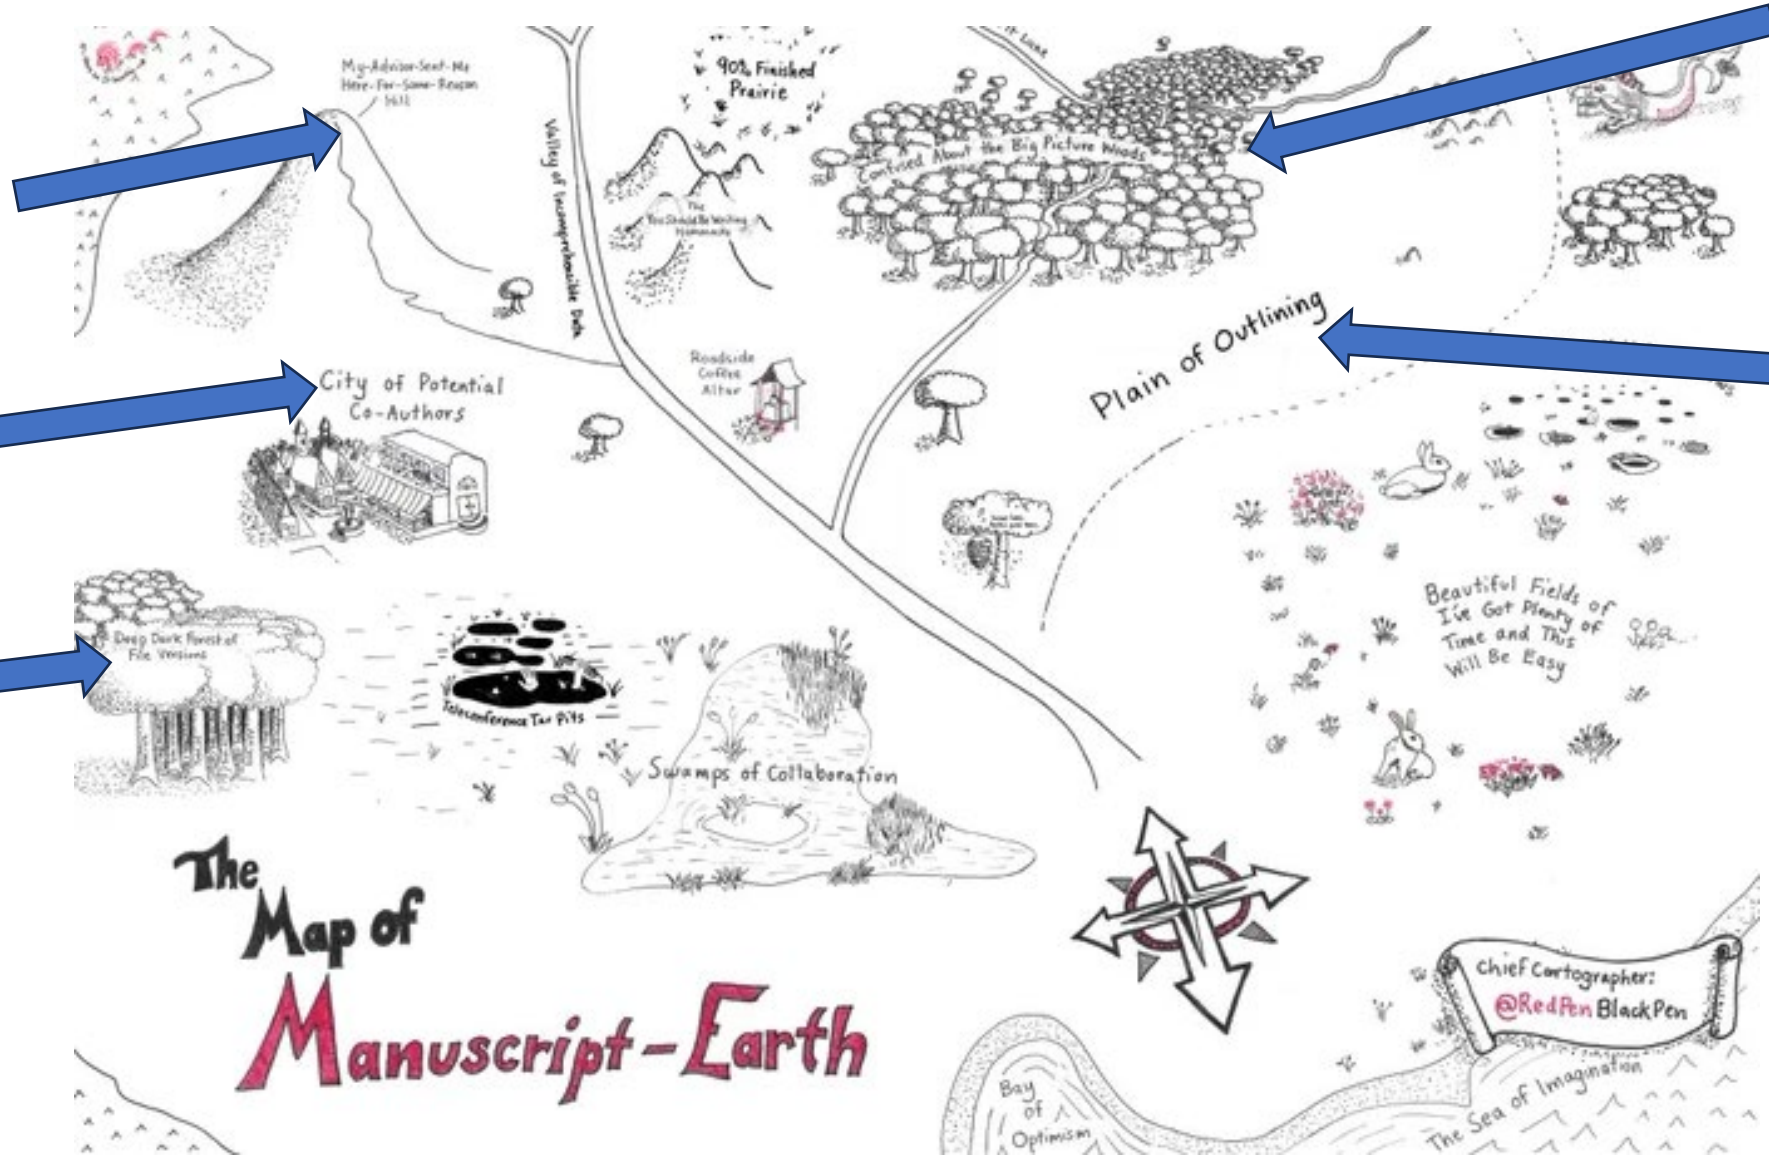 My-Advisor-Sent-Me
Here-For-Some-Reason
Hill
90% Finished
Prairie
Lane
Valley of Incomprehensible Data
Confused About the Big Picture Woods
The
You Should Be Writing
Hummocks
Plain of Outlining
Roadside
Coffee
Altar
City of Potential
Co-Authors
Deep Dark Forest of
File Versions
Teleconference Tar Pits
Swamps of Collaboration
Beautiful Fields of
I've Got Plenty of
Time and This
Will Be Easy
The
Map of
Manuscript-Earth
Chief Cartographer:
@RedPen BlackPen
Bay
of
Optimism
The Sea of Imagination